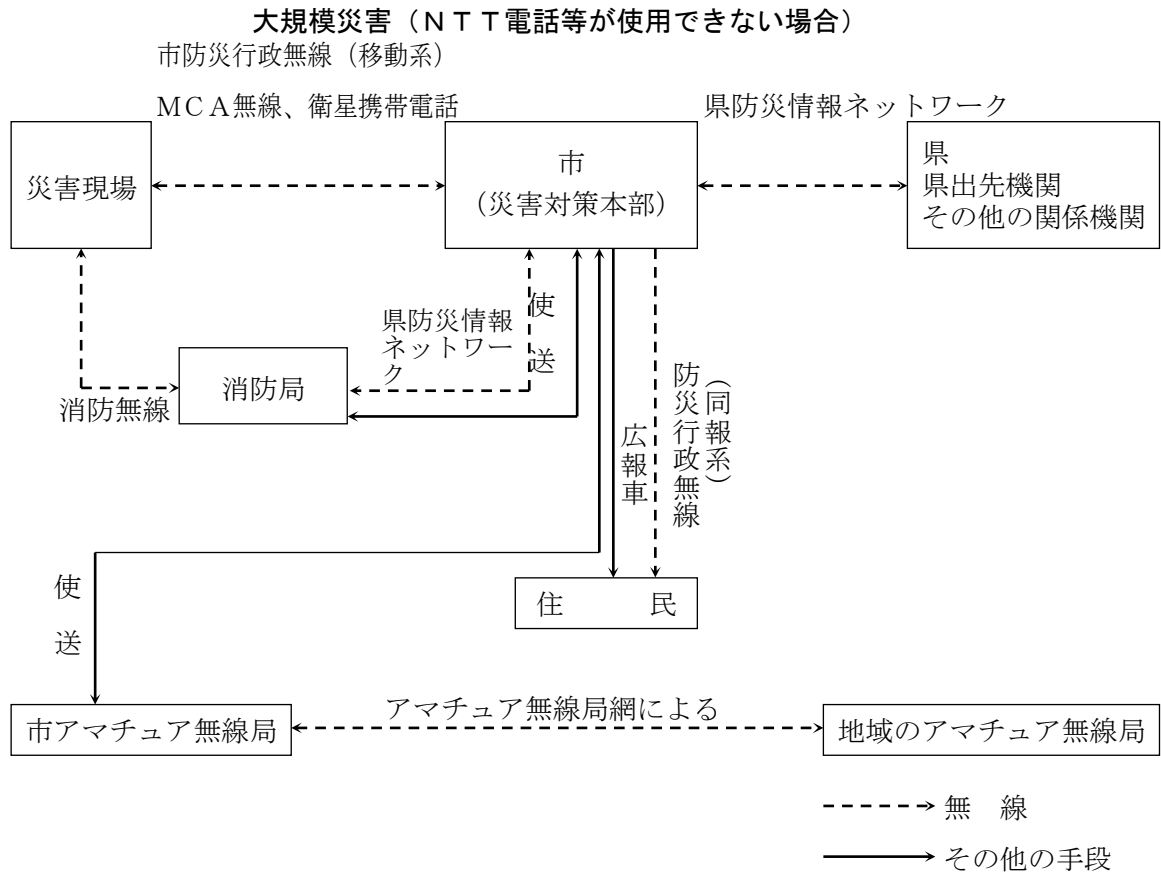 大規模災害（ＮＴＴ電話等が使用できない場合）
市防災行政無線（移動系）
ＭＣＡ無線、衛星携帯電話
県防災情報ネットワーク
災害現場
市
（災害対策本部）
県
県出先機関
その他の関係機関
使送
県防災情報
ネットワー
ク
消防局
消防無線
広報車
防災行政無線
（同報系）
使送
住　　　民
市アマチュア無線局
アマチュア無線局網による
地域のアマチュア無線局
無　線
その他の手段